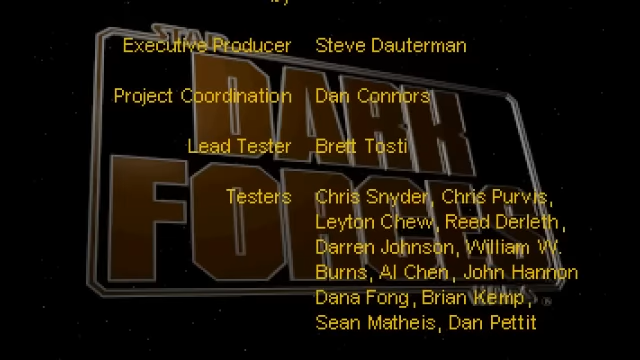 by
STAR
Executive Producer Steve Dauterman
DARK
Project Coordination Dan Connors
Lead Tester Brett Tosti
FORCES
Testers Chris Snyder, Chris Purvis,
Leyton Chew, Reed Derleth,
Darren Johnson, William W.
Burns, Al Chen, John Hannon
Dana Fong, Brian Kemp,
Sean Matheis, Dan Pettit